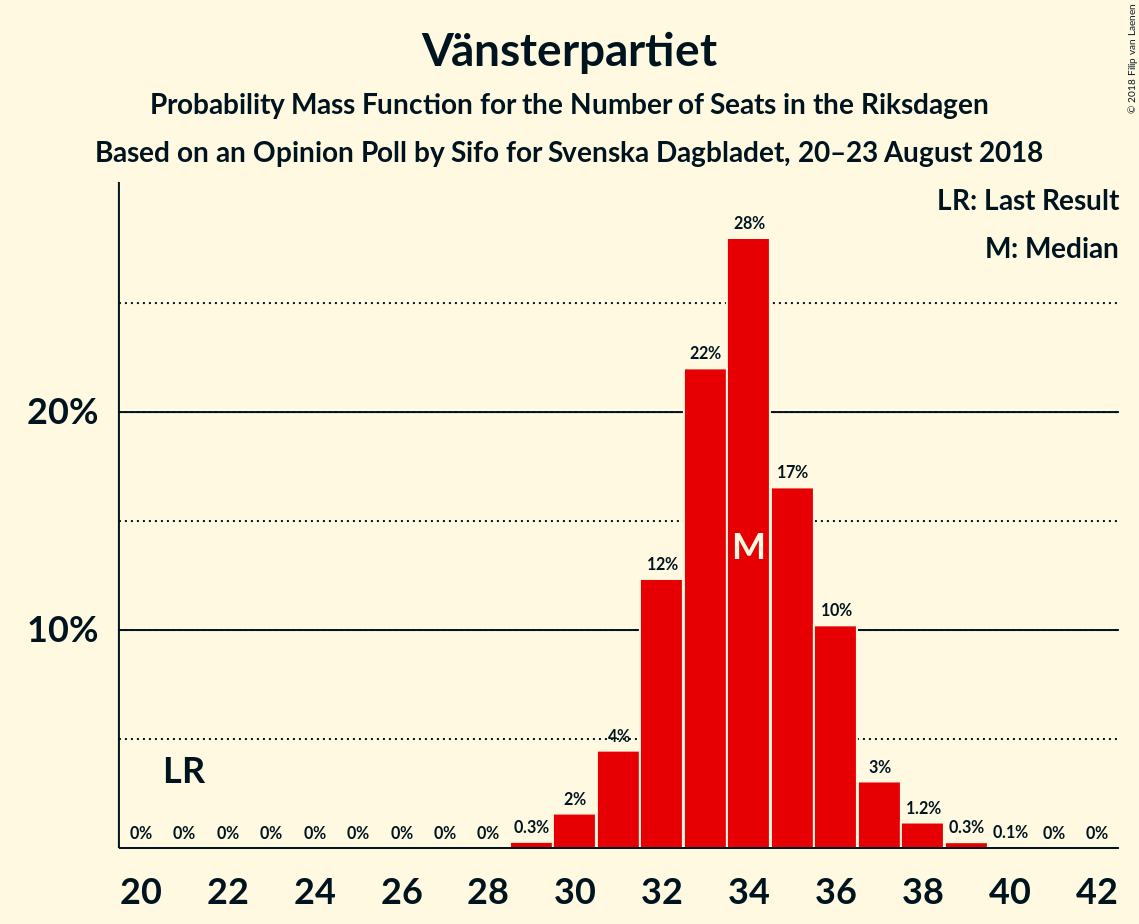 Vänsterpartiet
Probability Mass Function for the Number of Seats in the Riksdagen
Based on an Opinion Poll by Sifo for Svenska Dagbladet, 20–23 August 2018
© 2018 Filip van Laenen
LR: Last Result
M: Median
28%
22%
20%
17%
M
12%
10%
10%
4%
LR
3%
2%
1.2%
0% 0% 0% 0% 0% 0% 0% 0% 0% 0.3% 0.3% 0.1% 0% 0%
20 22 24 26 28 30 32 34 36 38 40 42